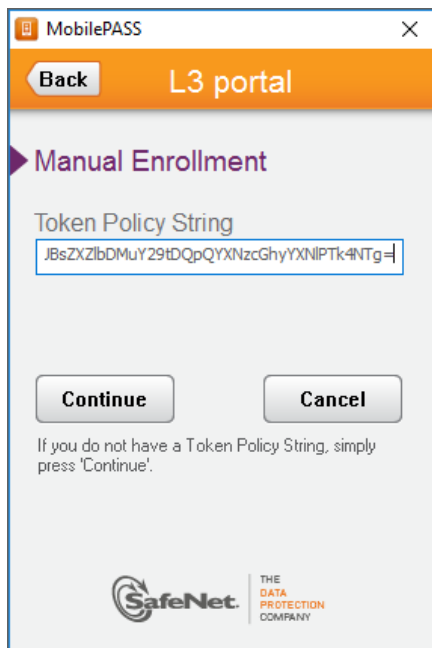 MobilePASS
Back
L3 portal
Manual Enrollment
Token Policy String
JBsZXZlbDMuY29tDQpQYXNzcGhyYXNlPTk4NTg=
Continue
Cancel
If you do not have a Token Policy String, simply
press 'Continue'.
SafeNet.
THE
DATA
PROTECTION
COMPANY